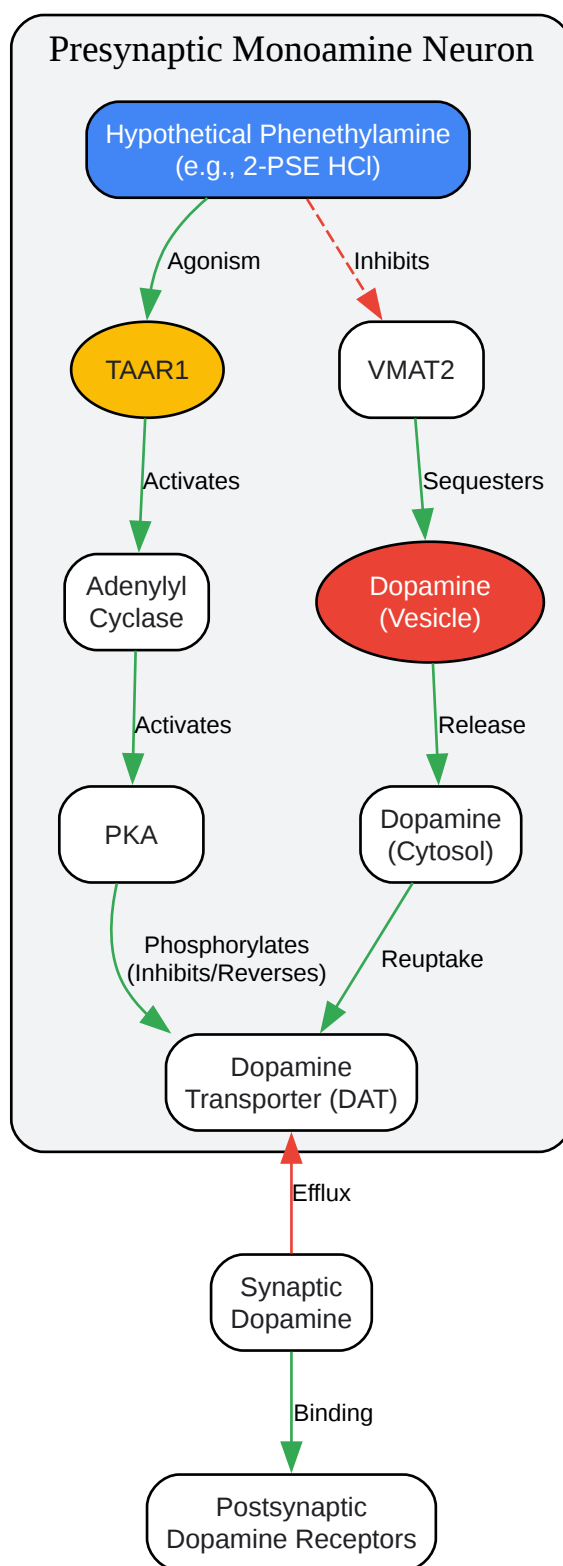 Presynaptic Monoamine Neuron
Hypothetical Phenethylamine
(e.g., 2-PSE HCl)
Agonism
Inhibits
TAAR1
VMAT2
Activates
Sequesters
Adenylyl
Cyclase
Dopamine
(Vesicle)
Activates
Release
PKA
Dopamine
(Cytosol)
Phosphorylates
(Inhibits/Reverses)
Reuptake
Dopamine
Transporter (DAT)
Efflux
Synaptic
Dopamine
Binding
Postsynaptic
Dopamine Receptors